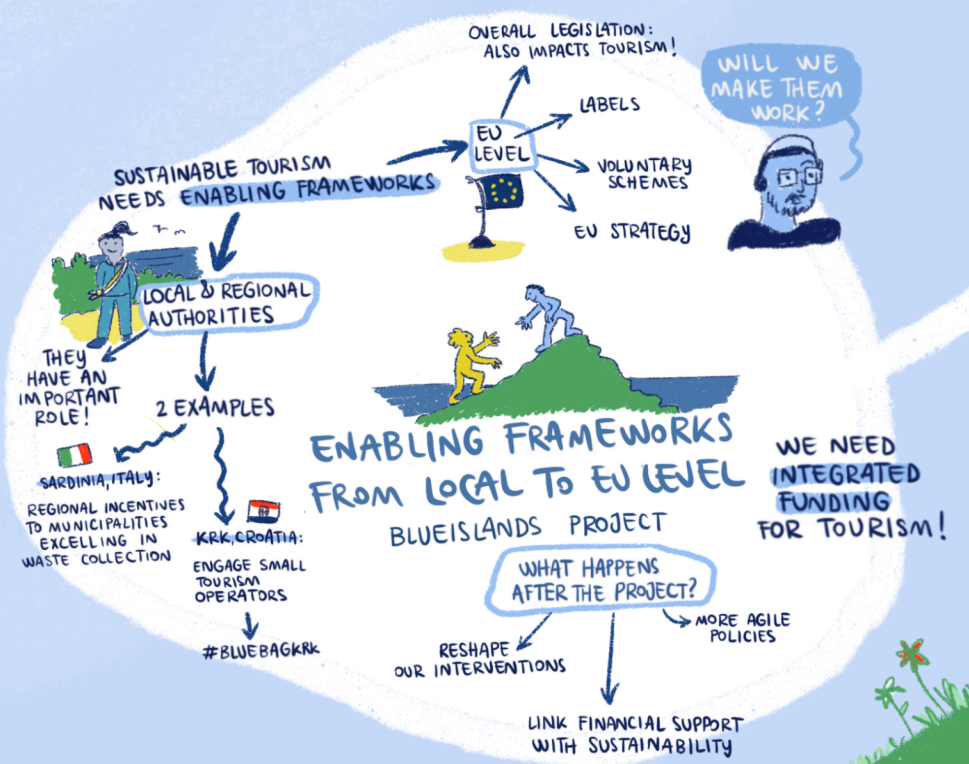 OVERALL LEGISLATION:
ALSO IMPACTS TOURISM!
WILL WE
MAKE THEM
WORK?
LABELS
EU
LEVEL
VOLUNTARY
SCHEMES
EU STRATEGY
SUSTAINABLE TOURISM
NEEDS ENABLING FRAMEWORKS
LOCAL & REGIONAL
AUTHORITIES
THEY
HAVE AN
IMPORTANT
ROLE!
2 EXAMPLES
SARDINIA, ITALY:
REGIONAL INCENTIVES
TO MUNICIPALITIES
EXCELLING IN
WASTE COLLECTION
KRK, CROATIA:
ENGAGE SMALL
TOURISM
OPERATORS
#BLUEBAGKRK
ENABLING FRAMEWORKS
FROM LOCAL TO EU LEVEL
BLUEISLANDS PROJECT
WE NEED
INTEGRATED
FUNDING
FOR TOURISM!
WHAT HAPPENS
AFTER THE PROJECT?
RESHAPE
OUR INTERVENTIONS
MORE AGILE
POLICIES
LINK FINANCIAL SUPPORT
WITH SUSTAINABILITY